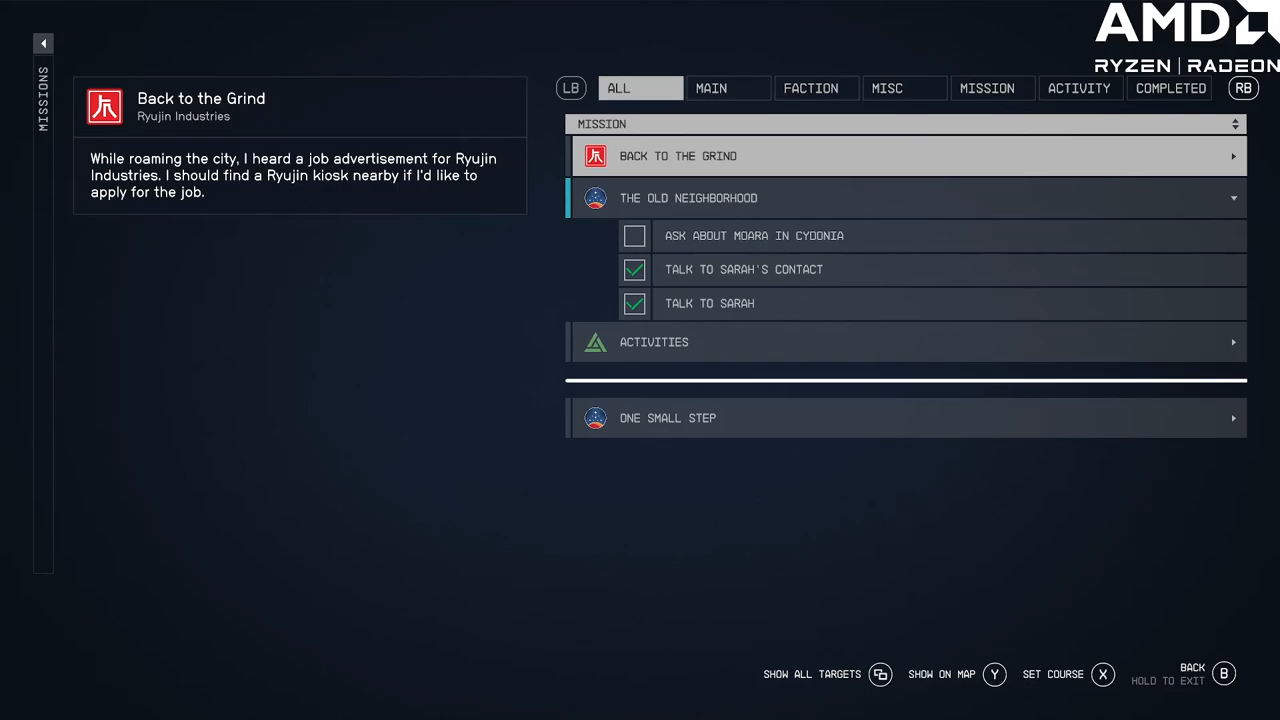 AMD
RYZEN | RADEON
MISSIONS
Back to the Grind
Ryujin Industries
While roaming the city, I heard a job advertisement for Ryujin
Industries. I should find a Ryujin kiosk nearby if I'd like to
apply for the job.
LB ALL MAIN FACTION MISC MISSION ACTIVITY COMPLETED RB
MISSION
BACK TO THE GRIND
THE OLD NEIGHBORHOOD
ASK ABOUT MOARA IN CYDONIA
TALK TO SARAH'S CONTACT
TALK TO SARAH
ACTIVITIES
ONE SMALL STEP
SHOW ALL TARGETS SHOW ON MAP Y SET COURSE X BACK B
HOLD TO EXIT